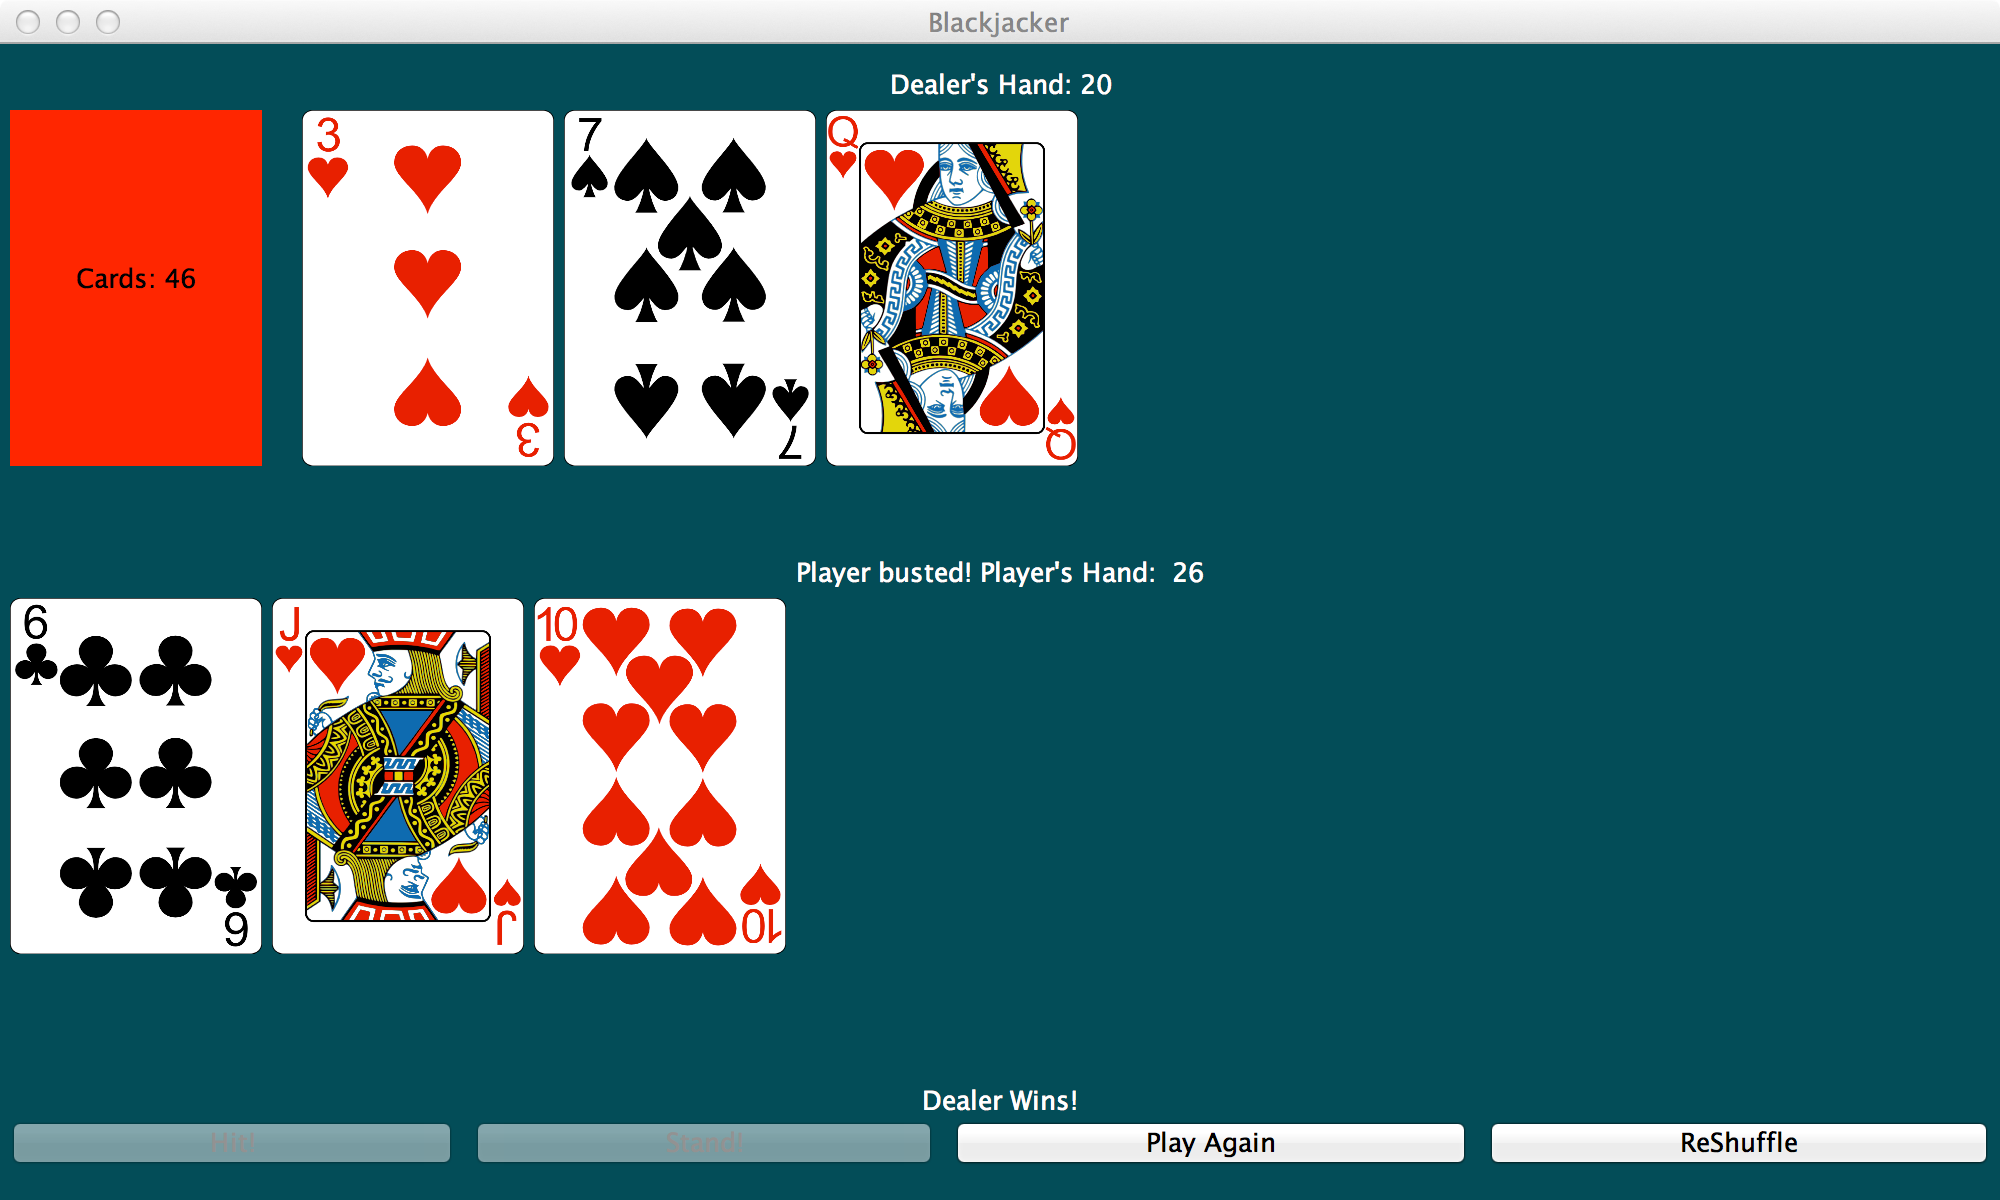 Blackjacker
Dealer's Hand: 20
Cards: 46
3
3
7
7
Q
Q
Player busted! Player's Hand:  26
6
6
J
J
10
10
Dealer Wins!
Hit!
Stand!
Play Again
ReShuffle